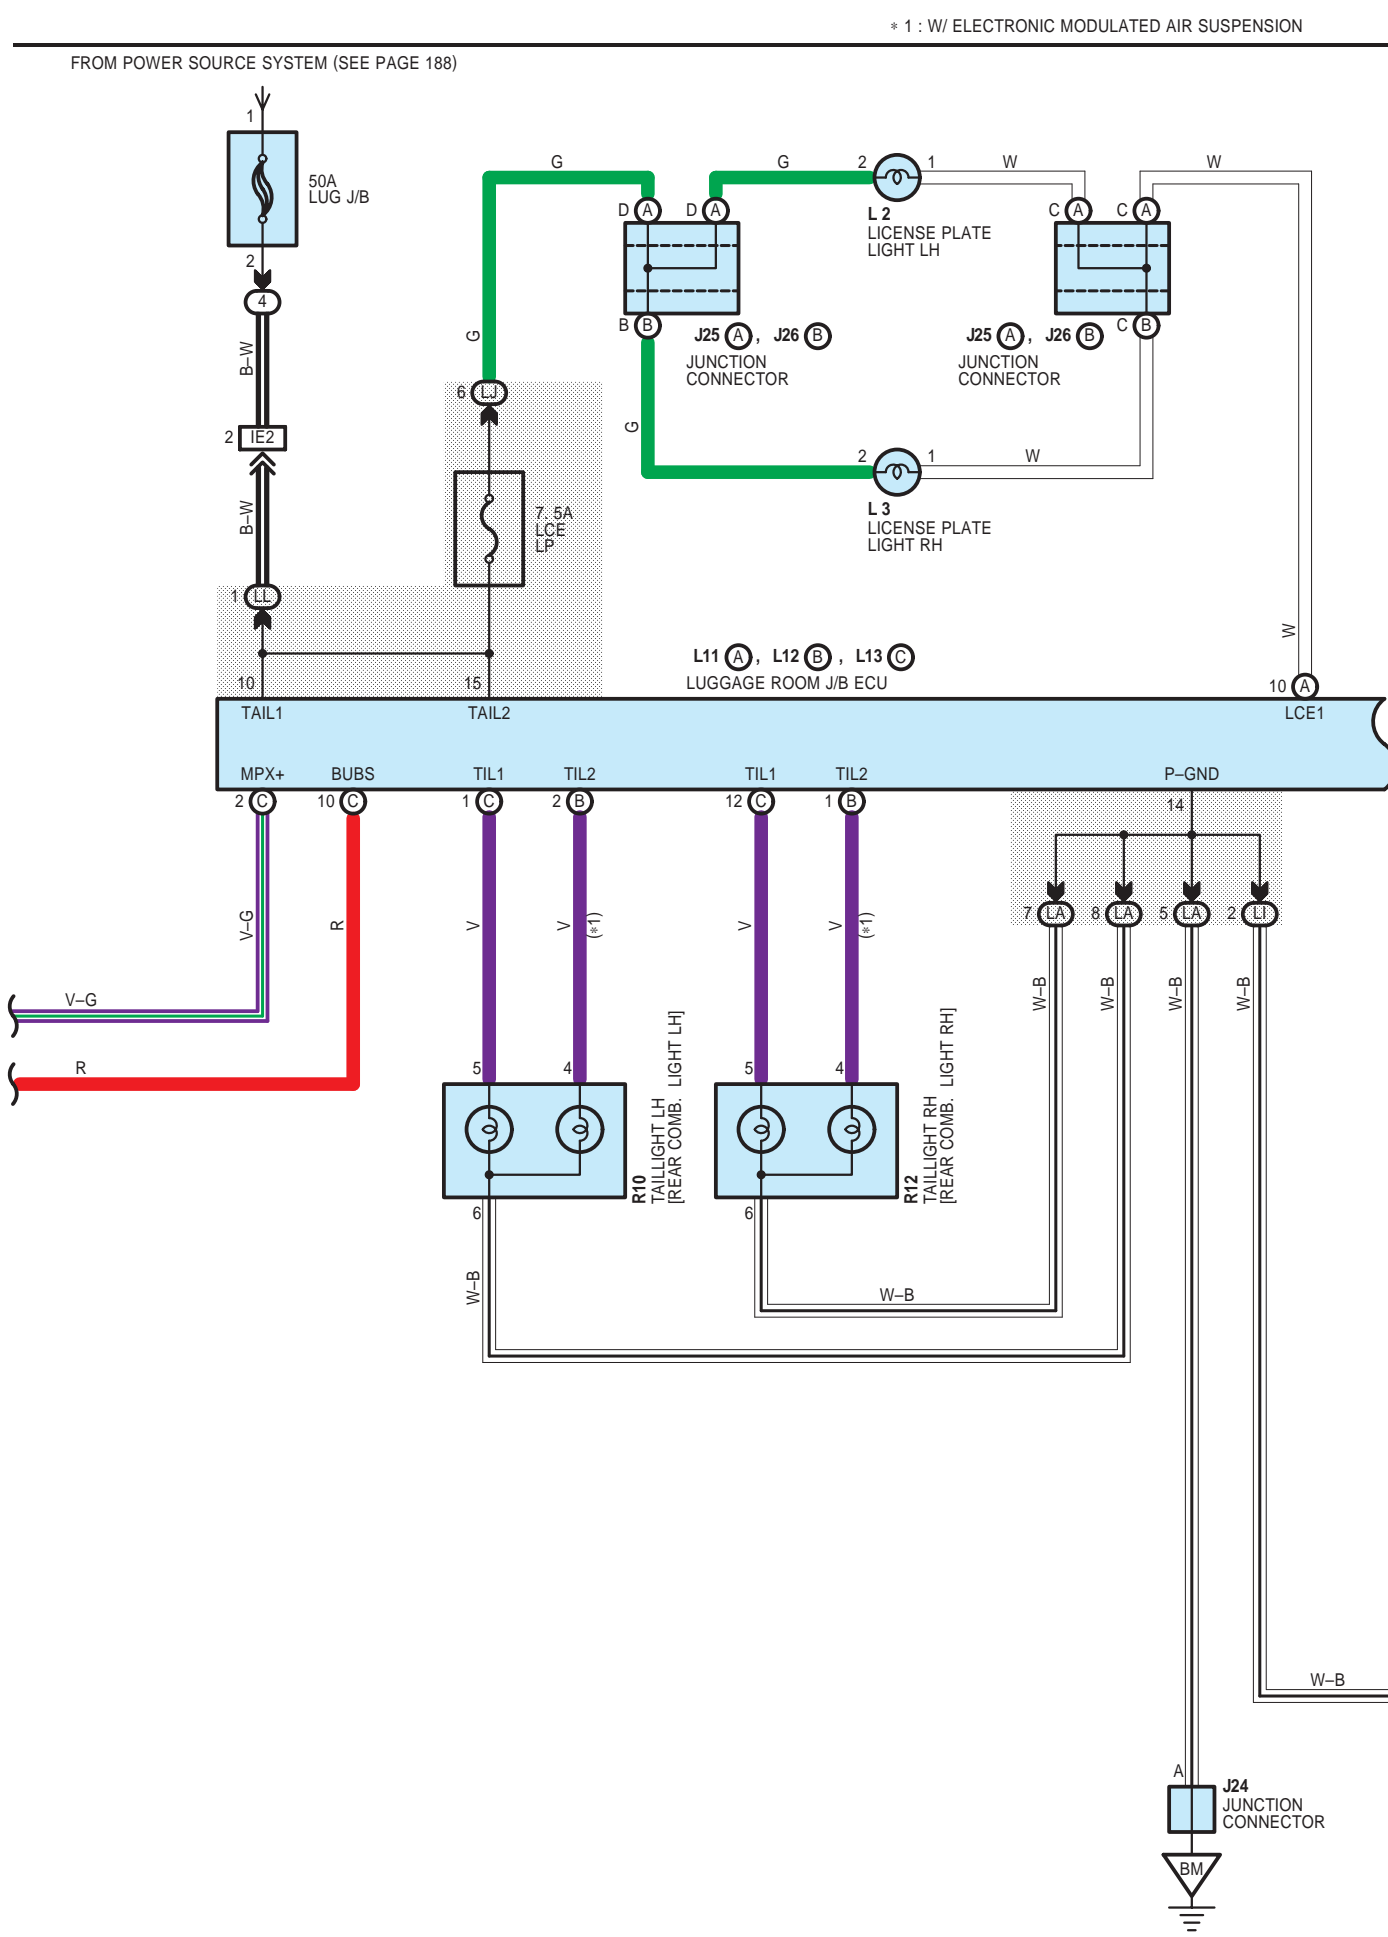 * 1 : W/ ELECTRONIC MODULATED AIR SUSPENSION
FROM POWER SOURCE SYSTEM (SEE PAGE 188)
1
50A
LUG J/B
2
4
B–W
2 IE2
B–W
1 LL
G
G
6 LJ
7. 5A
LCE
LP
D A
D A
B B
G
J25 A , J26 B
JUNCTION
CONNECTOR
G
2
1
L 2
LICENSE PLATE
LIGHT LH
W
C A
C A
C B
W
J25 A , J26 B
JUNCTION
CONNECTOR
2
1
W
L 3
LICENSE PLATE
LIGHT RH
W
L11 A , L12 B , L13 C
LUGGAGE ROOM J/B ECU
10
15
10 A
TAIL1
TAIL2
LCE1
MPX+
BUBS
TIL1
TIL2
TIL1
TIL2
P–GND
2 C
10 C
1 C
2 B
12 C
1 B
14
7 LA
8 LA
5 LA
2 LI
V–G
R
V
V
(*1)
V
V
(*1)
W–B
W–B
W–B
W–B
V–G
R
5
4
R10
TAILLIGHT LH
[REAR COMB. LIGHT LH]
5
4
R12
TAILLIGHT RH
[REAR COMB. LIGHT RH]
6
6
W–B
W–B
W–B
A
J24
JUNCTION
CONNECTOR
BM